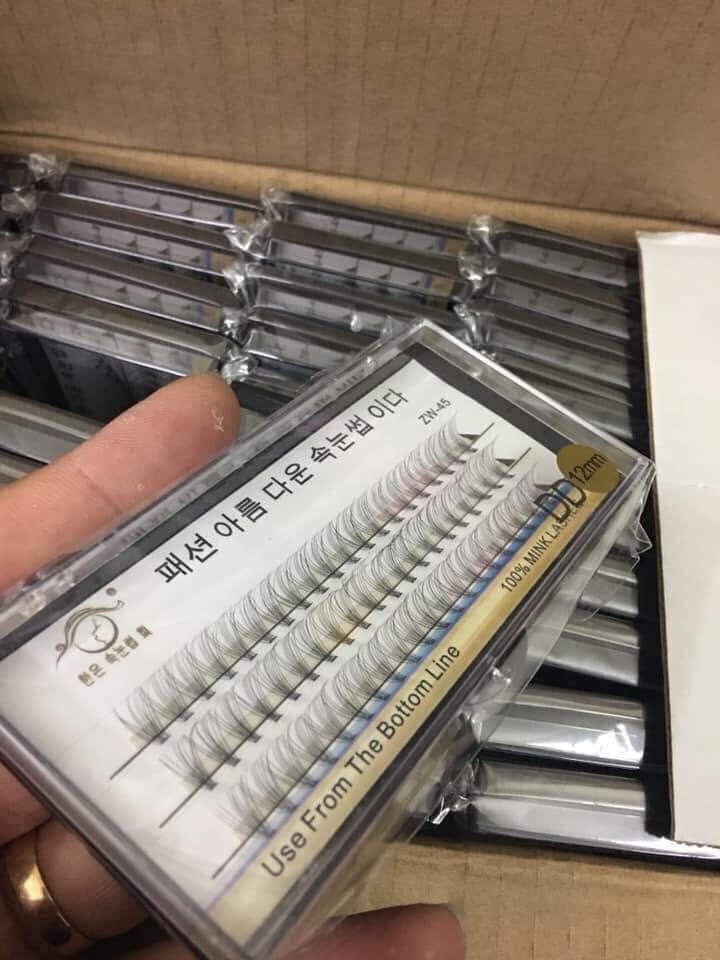 패션 아름 다운 속눈썹 이다
ZW-45
12mm
DD
100% MINK LASHES
®
Use From The Bottom Line